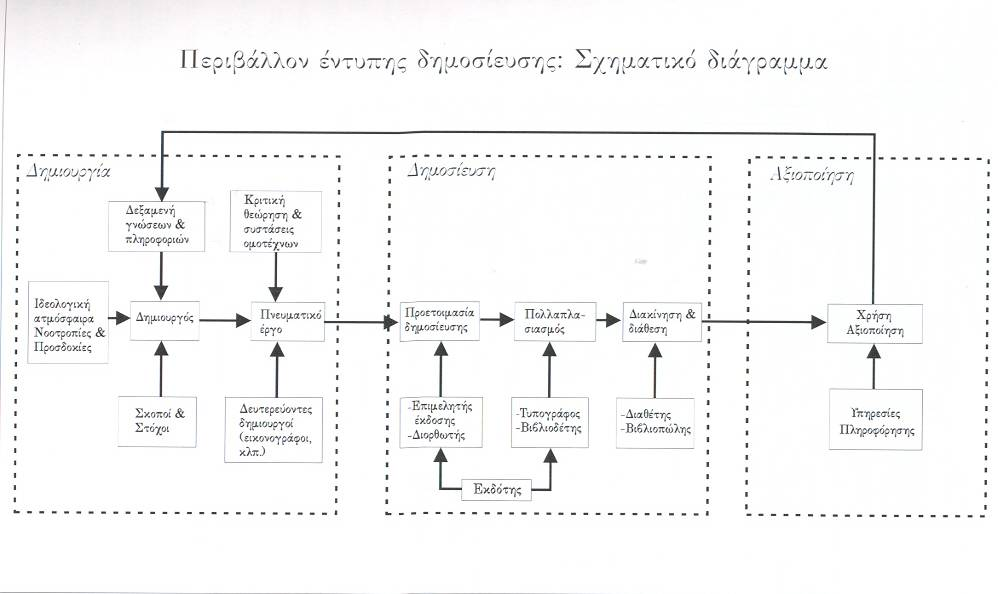 Περιβάλλον έντυπης δημοσίευσης: Σχηματικό διάγραμμα
Δημιουργία
Δεξαμενή
γνώσεων &
πληροφοριών
Κριτική
θεώρηση &
συστάσεις
ομοτέχνων
Ιδεολογική
ατμόσφαιρα
Νοοτροπίες &
Προσδοκίες
Δημιουργός
Πνευματικό
έργο
Σκοποί &
Στόχοι
Δευτερεύοντες
δημιουργοί
(εικονογράφοι,
κλπ.)
Δημοσίευση
Προετοιμασία
δημοσίευσης
Πολλαπλα-
σιασμός
Διακίνηση &
διάθεση
-Επιμελητής
έκδοσης
-Διορθωτής
-Τυπογράφος
-Βιβλιοδέτης
-Διαθέτης
-Βιβλιοπώλης
Εκδότης
Αξιοποίηση
Χρήση
Αξιοποίηση
Υπηρεσίες
Πληροφόρησης